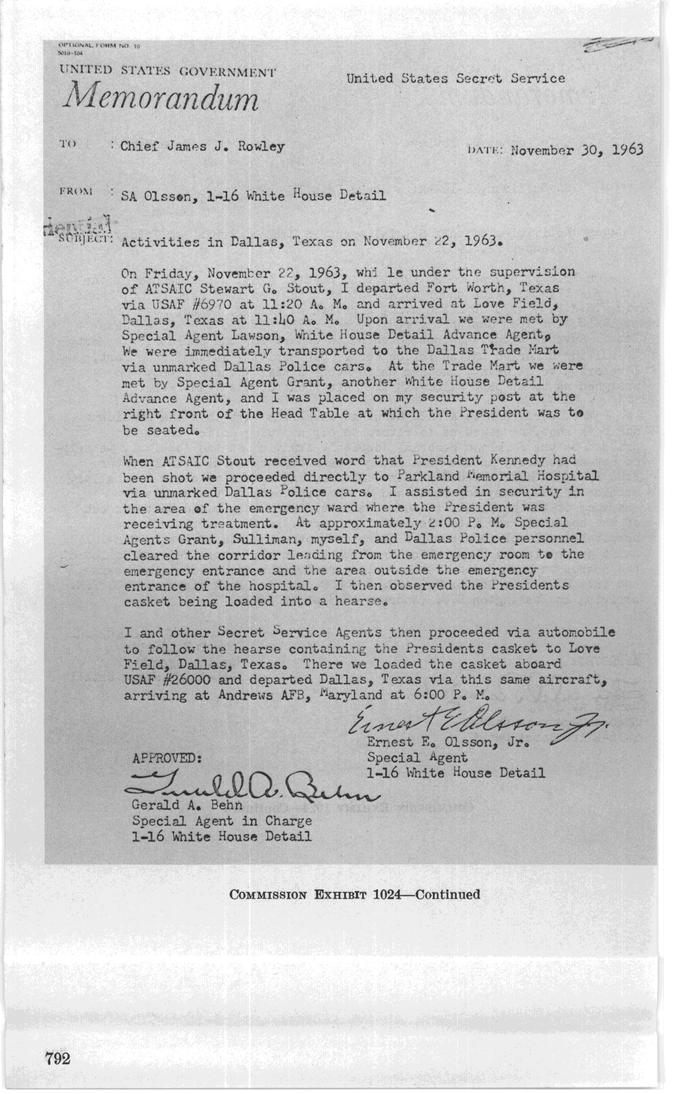 OPTIONAL FORM NO. 10
5010-104
UNITED STATES GOVERNMENT
Memorandum
United States Secret Service
TO : Chief James J. Rowley
DATE: November 30, 1963
FROM : SA Olsson, 1-16 White House Detail
SUBJECT: Activities in Dallas, Texas on November 22, 1963.
On Friday, November 22, 1963, whi le under the supervision
of ATSAIC Stewart G. Stout, I departed Fort Worth, Texas
via USAF #6970 at 11:20 A. M. and arrived at Love Field,
Dallas, Texas at 11:40 A. M. Upon arrival we were met by
Special Agent Lawson, White House Detail Advance Agent,
We were immediately transported to the Dallas Trade Mart
via unmarked Dallas Police cars. At the Trade Mart we were
met by Special Agent Grant, another White House Detail
Advance Agent, and I was placed on my security post at the
right front of the Head Table at which the President was to
be seated.
When ATSAIC Stout received word that President Kennedy had
been shot we proceeded directly to Parkland Memorial Hospital
via unmarked Dallas Police cars. I assisted in security in
the area of the emergency ward where the President was
receiving treatment. At approximately 2:00 P. M. Special
Agents Grant, Sulliman, myself, and Dallas Police personnel
cleared the corridor leading from the emergency room to the
emergency entrance and the area outside the emergency
entrance of the hospital. I then observed the Presidents
casket being loaded into a hearse.
I and other Secret Service Agents then proceeded via automobile
to follow the hearse containing the Presidents casket to Love
Field, Dallas, Texas. There we loaded the casket aboard
USAF #26000 and departed Dallas, Texas via this same aircraft,
arriving at Andrews AFB, Maryland at 6:00 P. M.
Ernest E. Olsson Jr.
Ernest E. Olsson, Jr.
Special Agent
1-16 White House Detail
APPROVED:
Gerald A. Behn
Gerald A. Behn
Special Agent in Charge
1-16 White House Detail
COMMISSION EXHIBIT 1024—Continued
792